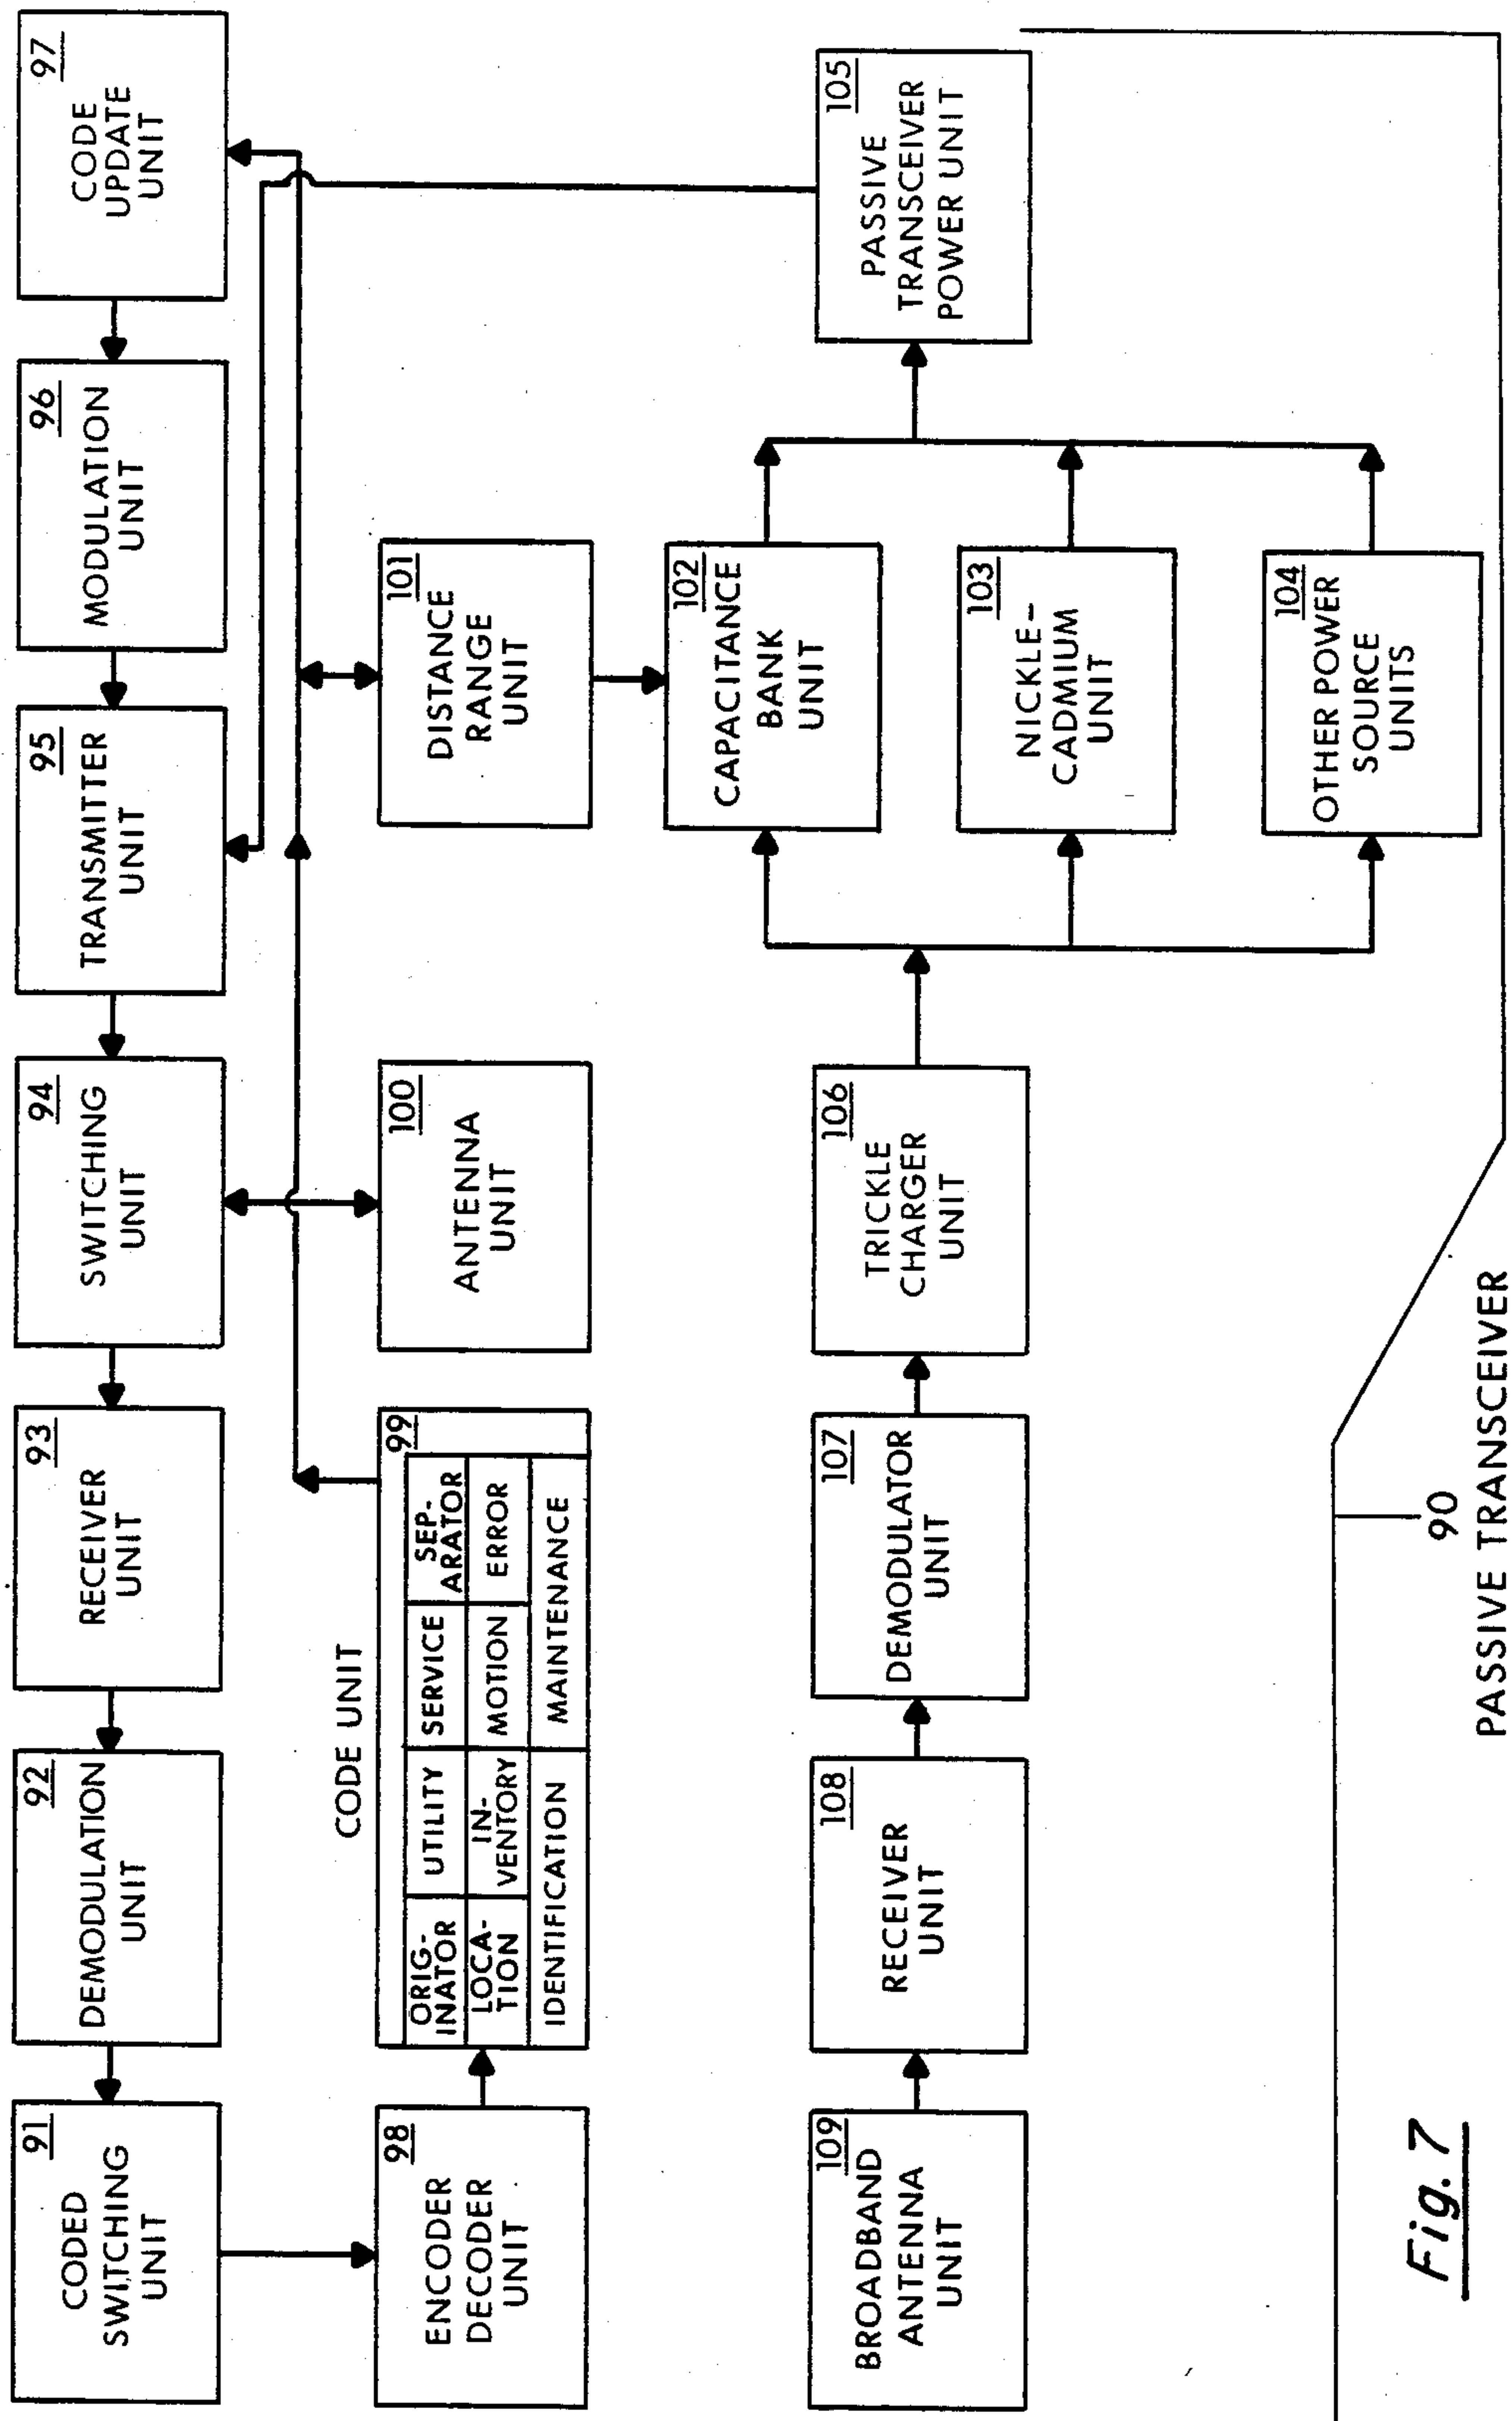 91
CODED
SWITCHING
UNIT
92
DEMODULATION
UNIT
93
RECEIVER
UNIT
94
SWITCHING
UNIT
95
TRANSMITTER
UNIT
96
MODULATION
UNIT
97
CODE
UPDATE
UNIT
98
ENCODER
DECODER
UNIT
CODE UNIT
99
ORIG-
INATOR
UTILITY
SERVICE
SEP-
ARATOR
LOCA-
TION
IN-
VENTORY
MOTION
ERROR
IDENTIFICATION
MAINTENANCE
100
ANTENNA
UNIT
101
DISTANCE
RANGE
UNIT
109
BROADBAND
ANTENNA
UNIT
108
RECEIVER
UNIT
107
DEMODULATOR
UNIT
106
TRICKLE
CHARGER
UNIT
102
CAPACITANCE
BANK
UNIT
103
NICKLE-
CADMIUM
UNIT
104
OTHER POWER
SOURCE
UNITS
105
PASSIVE
TRANSCEIVER
POWER UNIT
90
PASSIVE TRANSCEIVER
Fig. 7